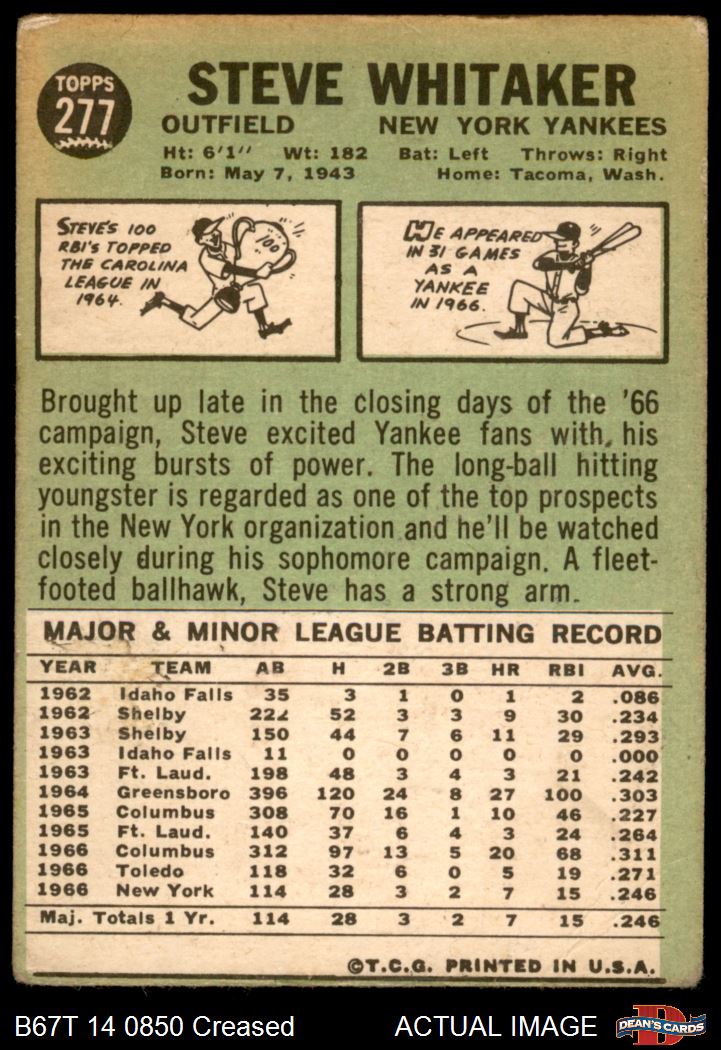 TOPPS
277
STEVE WHITAKER
OUTFIELD NEW YORK YANKEES
Ht: 6'1" Wt: 182 Bat: Left Throws: Right
Born: May 7, 1943 Home: Tacoma, Wash.
STEVE'S 100
RBI'S TOPPED
THE CAROLINA
LEAGUE IN
1964.
100
HE APPEARED
IN 31 GAMES
AS A
YANKEE
IN 1966.
Brought up late in the closing days of the '66
campaign, Steve excited Yankee fans with his
exciting bursts of power. The long-ball hitting
youngster is regarded as one of the top prospects
in the New York organization and he'll be watched
closely during his sophomore campaign. A fleet-
footed ballhawk, Steve has a strong arm.
MAJOR & MINOR LEAGUE BATTING RECORD
YEAR TEAM AB H 2B 3B HR RBI AVG.
1962 Idaho Falls 35 3 1 0 1 2 .086
1962 Shelby 222 52 3 3 9 30 .234
1963 Shelby 150 44 7 6 11 29 .293
1963 Idaho Falls 11 0 0 0 0 0 .000
1963 Ft. Laud. 198 48 3 4 3 21 .242
1964 Greensboro 396 120 24 8 27 100 .303
1965 Columbus 308 70 16 1 10 46 .227
1965 Ft. Laud. 140 37 6 4 3 24 .264
1966 Columbus 312 97 13 5 20 68 .311
1966 Toledo 118 32 6 0 5 19 .271
1966 New York 114 28 3 2 7 15 .246
Maj. Totals 1 Yr. 114 28 3 2 7 15 .246
©T.C.G. PRINTED IN U.S.A.
B67T 14 0850 Creased ACTUAL IMAGE
D
DEAN'S CARDS